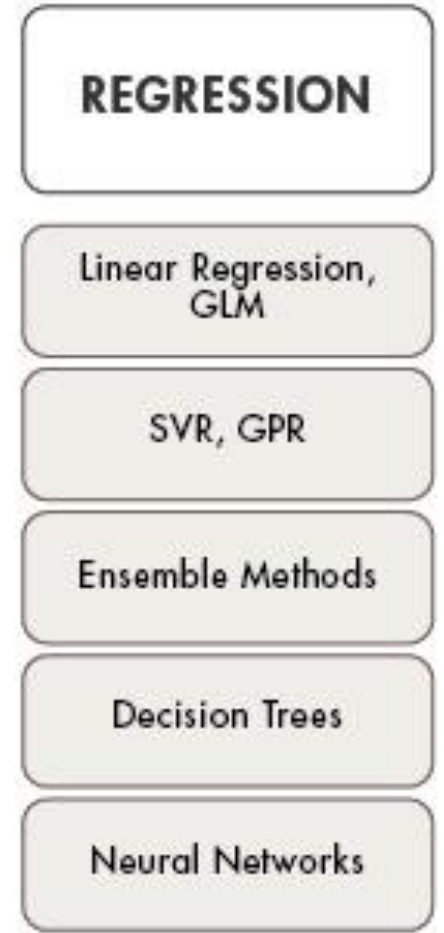 REGRESSION
Linear Regression,
GLM
SVR, GPR
Ensemble Methods
Decision Trees
Neural Networks